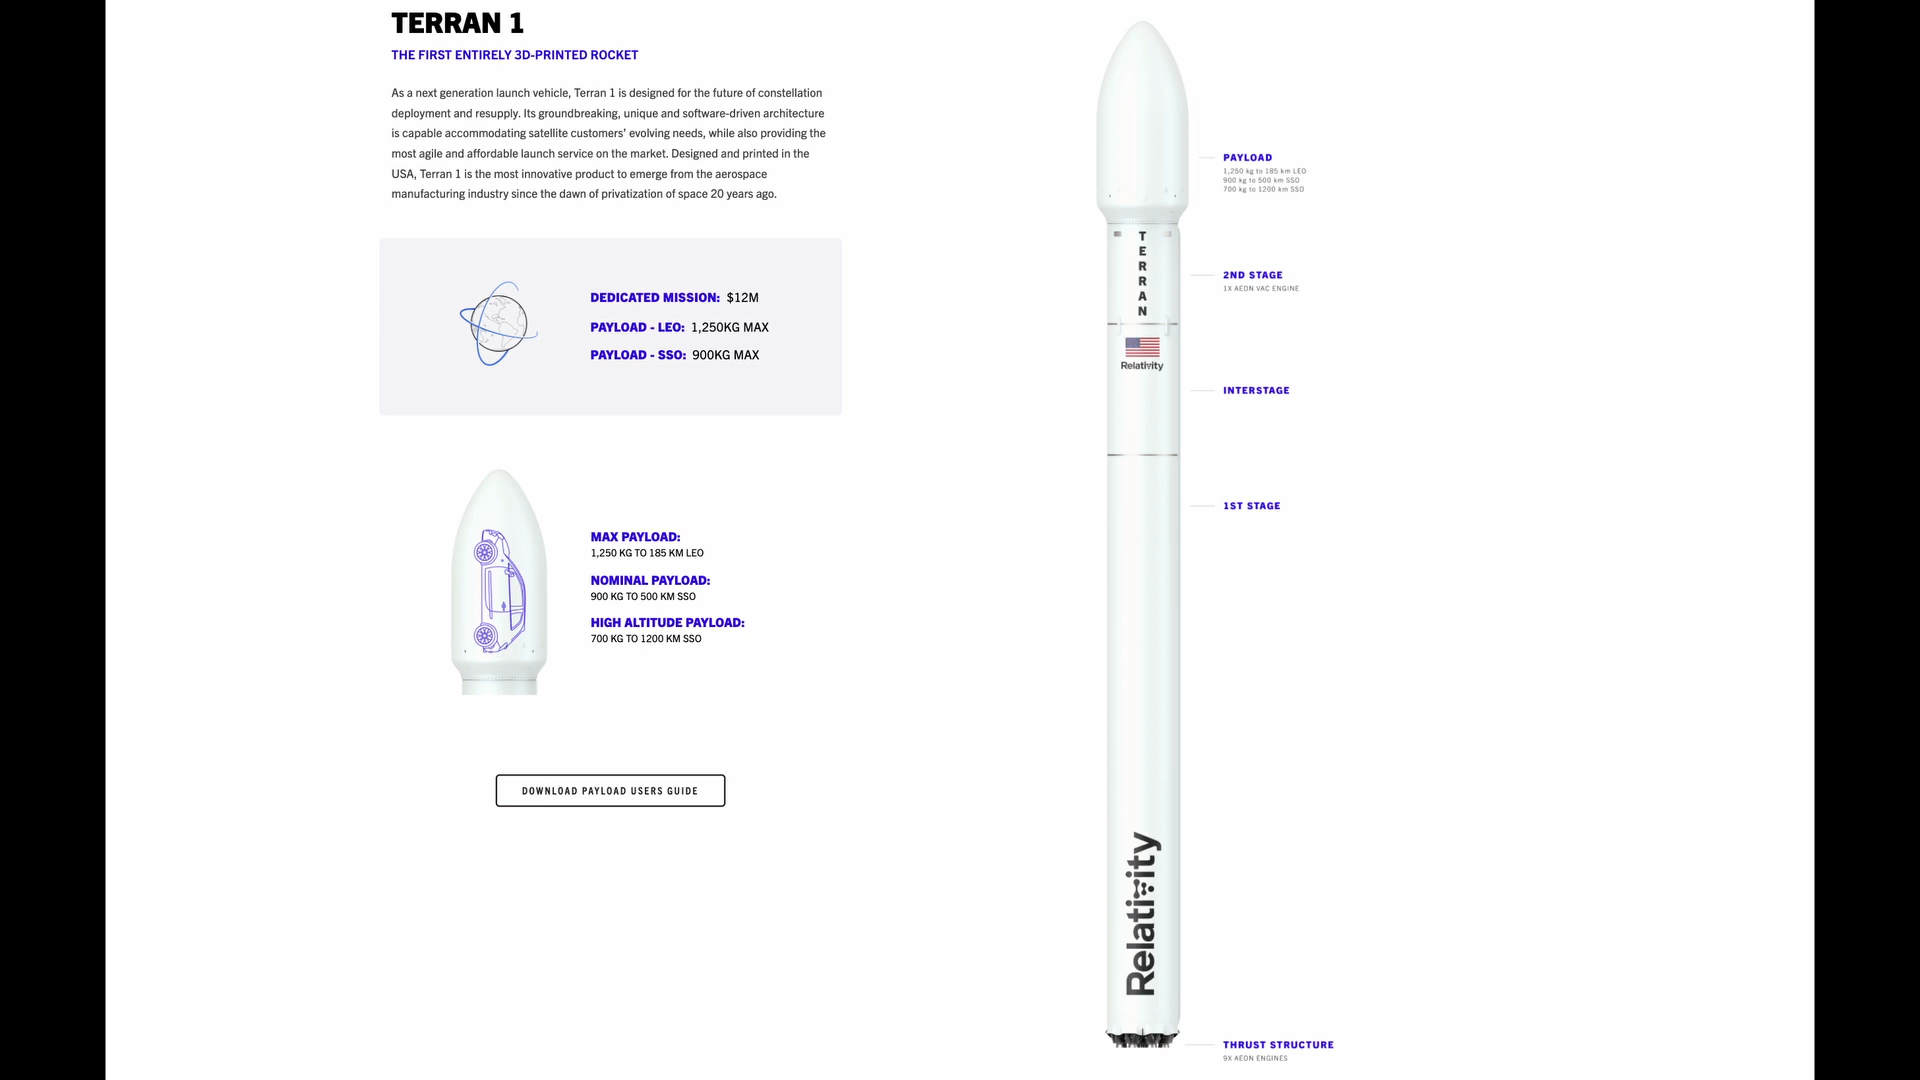 TERRAN 1
THE FIRST ENTIRELY 3D-PRINTED ROCKET
As a next generation launch vehicle, Terran 1 is designed for the future of constellation
deployment and resupply. Its groundbreaking, unique and software-driven architecture
is capable accommodating satellite customers’ evolving needs, while also providing the
most agile and affordable launch service on the market. Designed and printed in the
USA, Terran 1 is the most innovative product to emerge from the aerospace
manufacturing industry since the dawn of privatization of space 20 years ago.
DEDICATED MISSION: $12M
PAYLOAD - LEO: 1,250KG MAX
PAYLOAD - SSO: 900KG MAX
MAX PAYLOAD:
1,250 KG TO 185 KM LEO
NOMINAL PAYLOAD:
900 KG TO 500 KM SSO
HIGH ALTITUDE PAYLOAD:
700 KG TO 1200 KM SSO
DOWNLOAD PAYLOAD USERS GUIDE
PAYLOAD
1,250 kg to 185 km LEO
900 kg to 500 km SSO
700 kg to 1200 km SSO
TERRAN
2ND STAGE
1X AEON VAC ENGINE
Relativity
INTERSTAGE
1ST STAGE
Relativity
THRUST STRUCTURE
9X AEON ENGINES